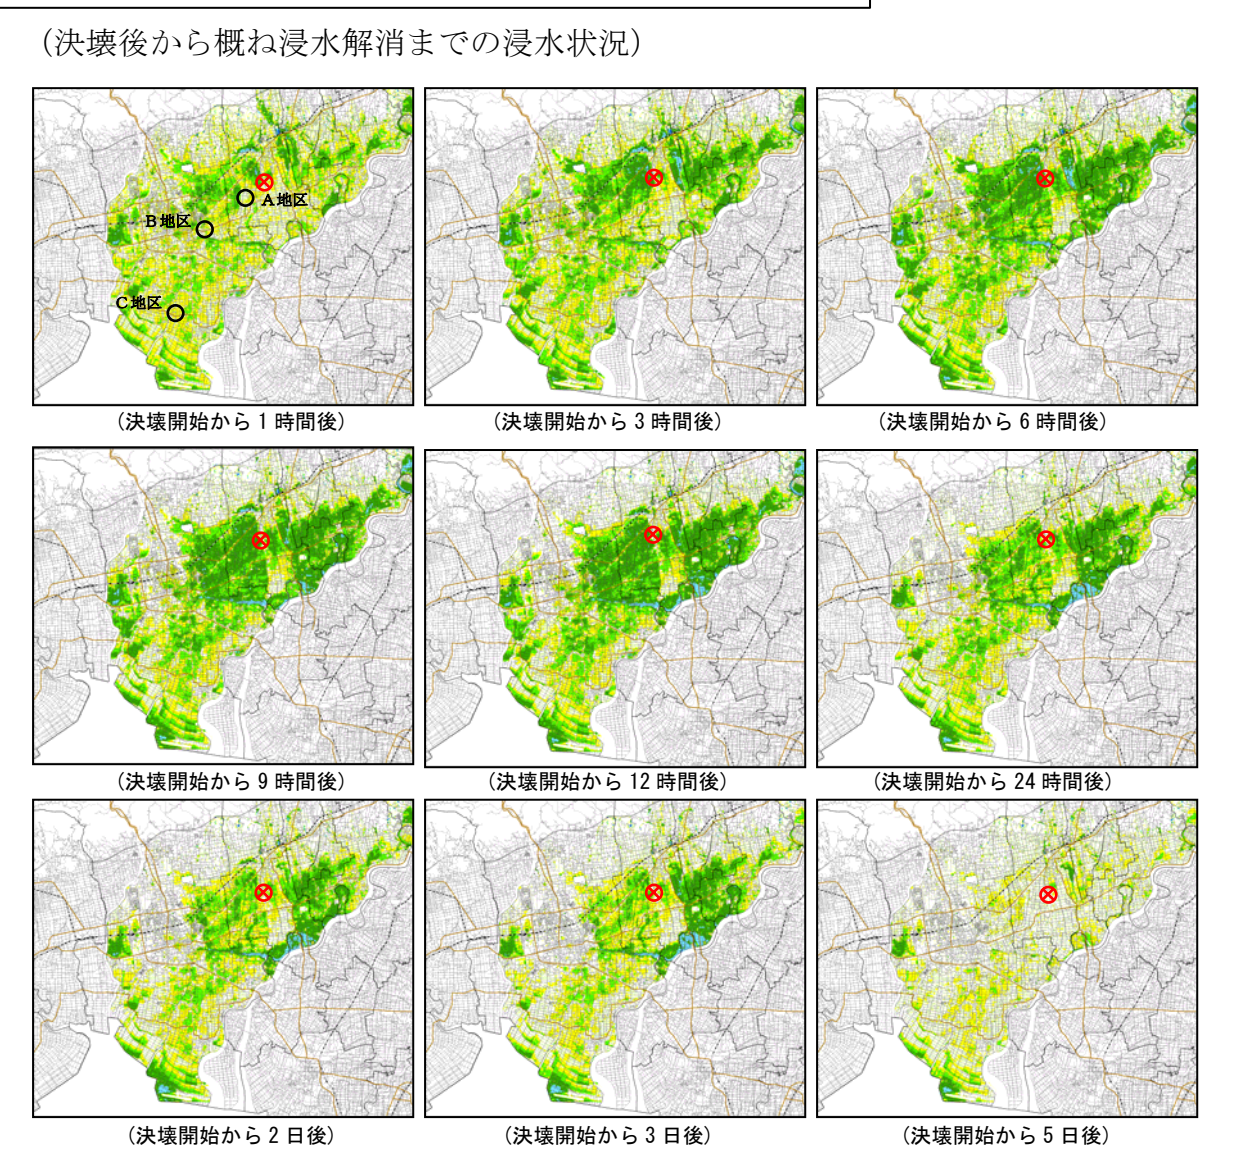 （決壊後から概ね浸水解消までの浸水状況）
A地区
B地区
C地区
（決壊開始から 1 時間後）
（決壊開始から 3 時間後）
（決壊開始から 6 時間後）
（決壊開始から 9 時間後）
（決壊開始から 12 時間後）
（決壊開始から 24 時間後）
（決壊開始から 2 日後）
（決壊開始から 3 日後）
（決壊開始から 5 日後）